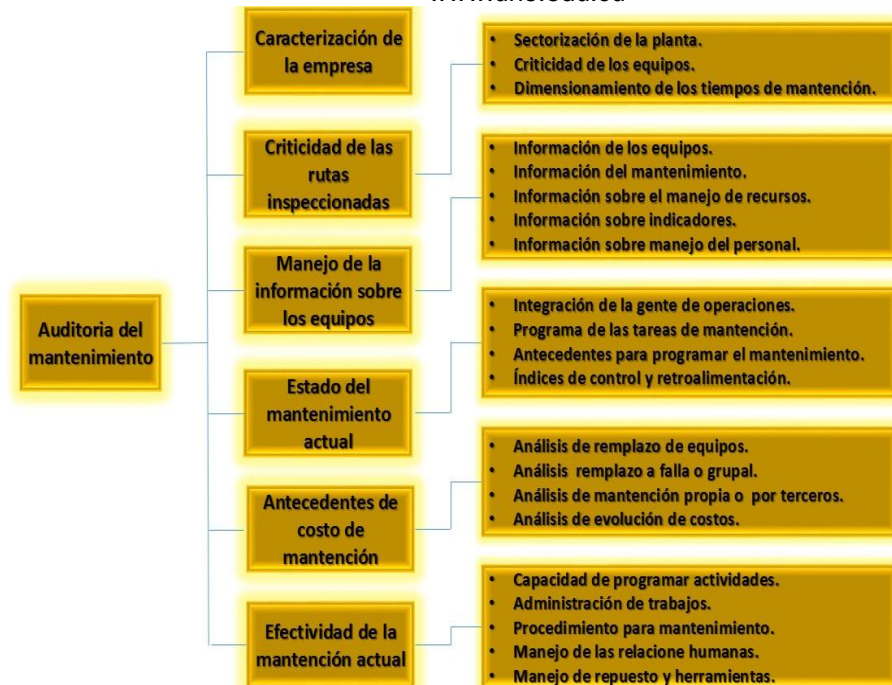 Auditoria del
mantenimiento
Caracterización de
la empresa
Criticidad de las
rutas
inspeccionadas
Sectorización de la planta.
Criticidad de los equipos.
Dimensionamiento de los tiempos de mantención.
Manejo de la
información sobre
los equipos
Información de los equipos.
Información del mantenimiento.
Información sobre el manejo de recursos.
Información sobre indicadores.
Información sobre manejo del personal.
Estado del
mantenimiento
actual
Integración de la gente de operaciones.
Programa de las tareas de mantención.
Antecedentes para programar el mantenimiento.
Índices de control y retroalimentación.
Antecedentes de
costo de
mantención
Análisis de remplazo de equipos.
Análisis remplazo a falla o grupal.
Análisis de mantención propia o por terceros.
Análisis de evolución de costos.
Efectividad de la
mantención actual
Capacidad de programar actividades.
Administración de trabajos.
Procedimiento para mantenimiento.
Manejo de las relacione humanas.
Manejo de repuesto y herramientas.